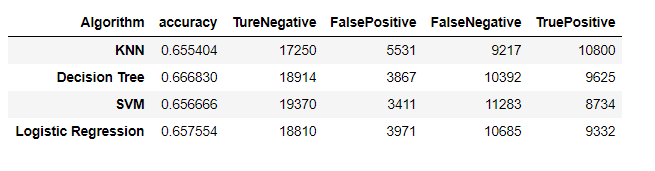 Algorithm accuracy TureNegative FalsePositive FalseNegative TruePositive
KNN 0.655404 17250 5531 9217 10800
Decision Tree 0.666830 18914 3867 10392 9625
SVM 0.656666 19370 3411 11283 8734
Logistic Regression 0.657554 18810 3971 10685 9332